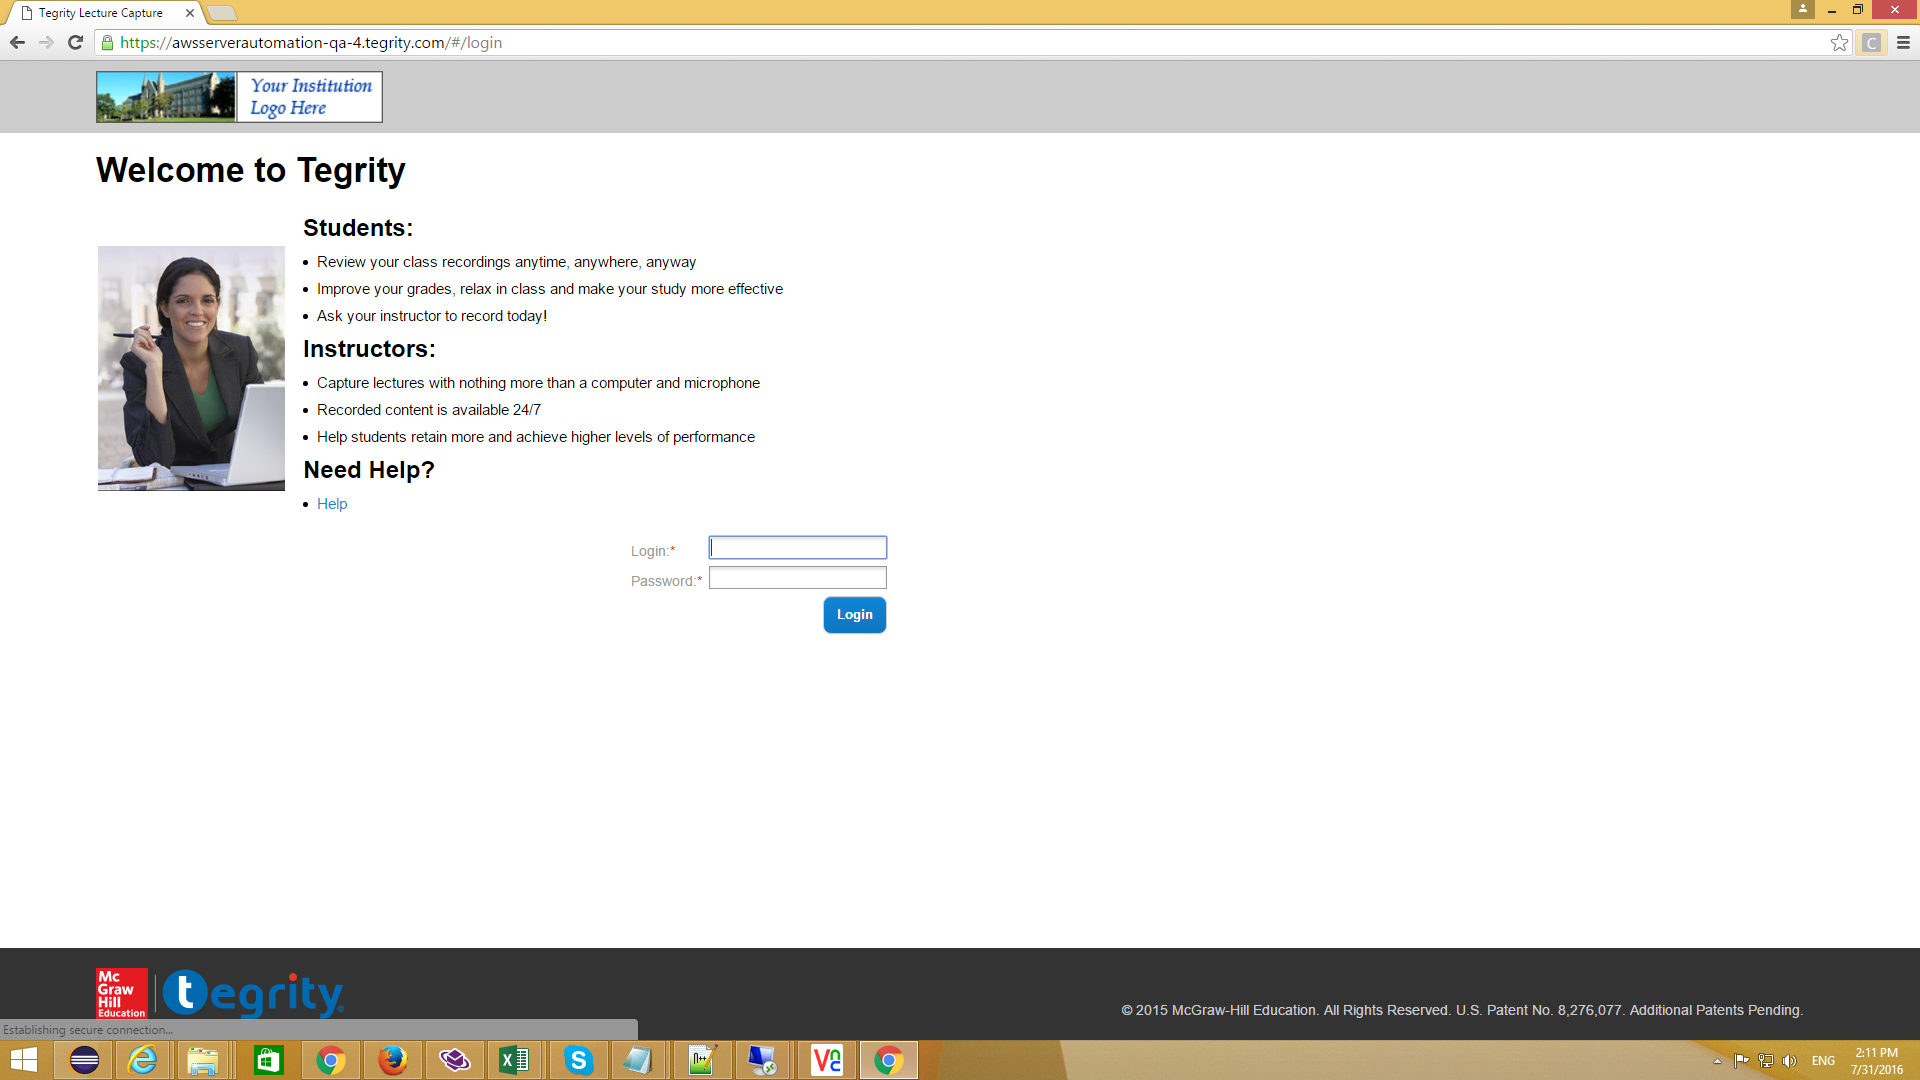 Tegrity Lecture Capture
https://awsserverautomation-qa-4.tegrity.com/#/login
C
Your Institution
Logo Here
Welcome to Tegrity
Students:
Review your class recordings anytime, anywhere, anyway
Improve your grades, relax in class and make your study more effective
Ask your instructor to record today!
Instructors:
Capture lectures with nothing more than a computer and microphone
Recorded content is available 24/7
Help students retain more and achieve higher levels of performance
Need Help?
Help
Login:*
Password:*
Login
Mc
Graw
Hill
Education
tegrity
© 2015 McGraw-Hill Education. All Rights Reserved. U.S. Patent No. 8,276,077. Additional Patents Pending.
Establishing secure connection...
ENG
2:11 PM
7/31/2016